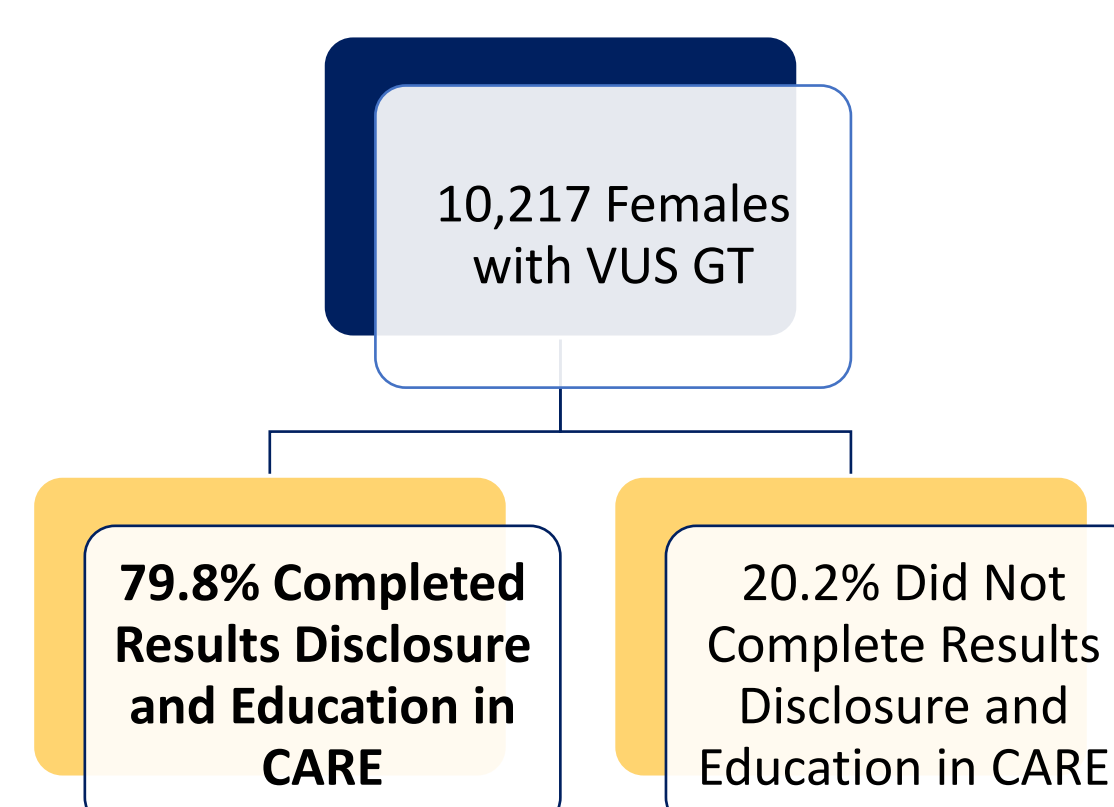 10,217 Females
with VUS GT
79.8% Completed
Results Disclosure
and Education in
CARE
20.2% Did Not
Complete Results
Disclosure and
Education in CARE